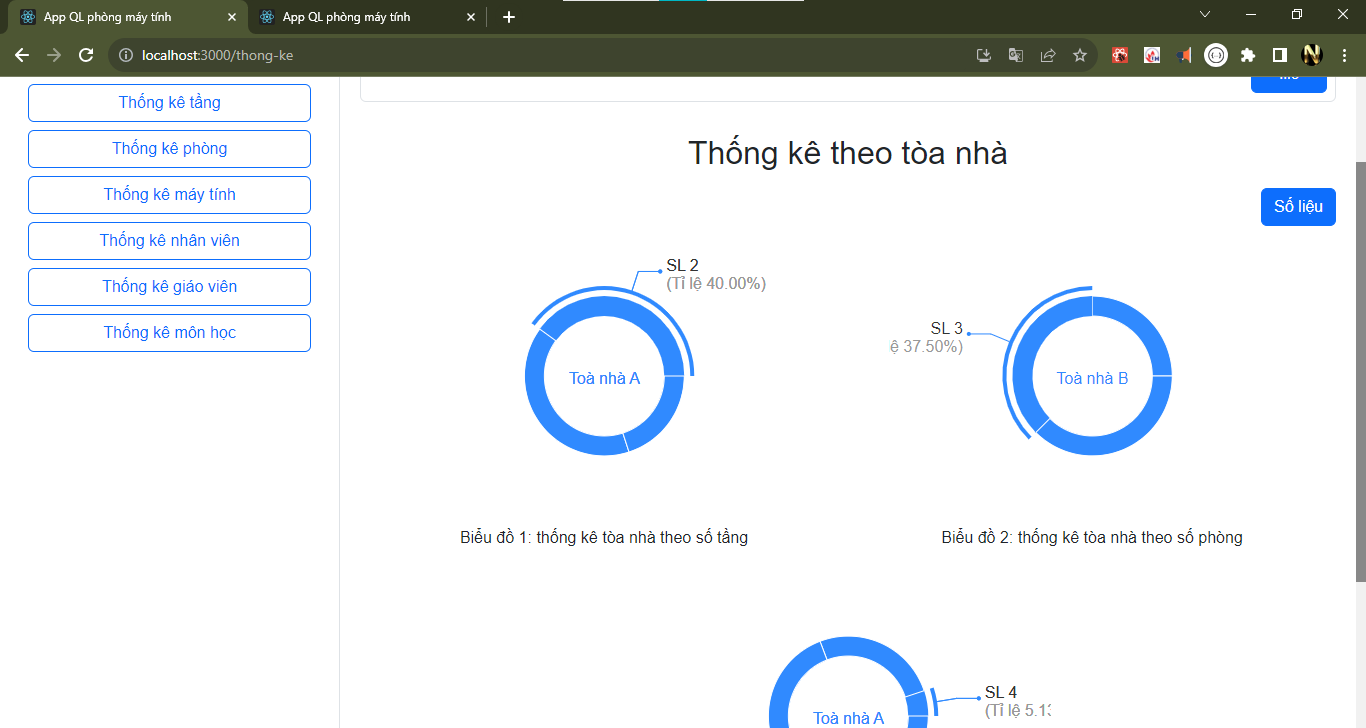 App QL phòng máy tính
App QL phòng máy tính
localhost:3000/thong-ke
Thống kê tầng
Thống kê phòng
Thống kê máy tính
Thống kê nhân viên
Thống kê giáo viên
Thống kê môn học
Thống kê theo tòa nhà
Số liệu
SL 2
(Tỉ lệ 40.00%)
Toà nhà A
SL 3
ệ 37.50%)
Toà nhà B
Biểu đồ 1: thống kê tòa nhà theo số tầng
Biểu đồ 2: thống kê tòa nhà theo số phòng
SL 4
(Tỉ lệ 5.1
Toà nhà A